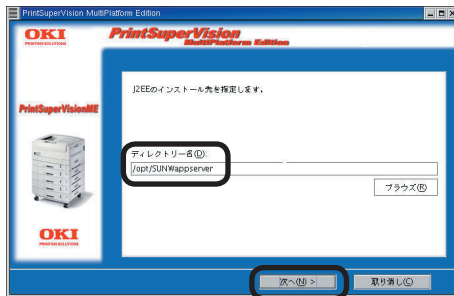 PrintSuperVision MultiPlatform Edition
OKI
PRINTING SOLUTIONS
PrintSuperVision
MultiPlatform Edition
J2EEのインストール先を指定します。
PrintSuperVisionME
ディレクトリー名(D):
/opt/SUNWappserver
ブラウズ(R)
OKI
PRINTING SOLUTIONS
次へ(N) >
取り消し(C)